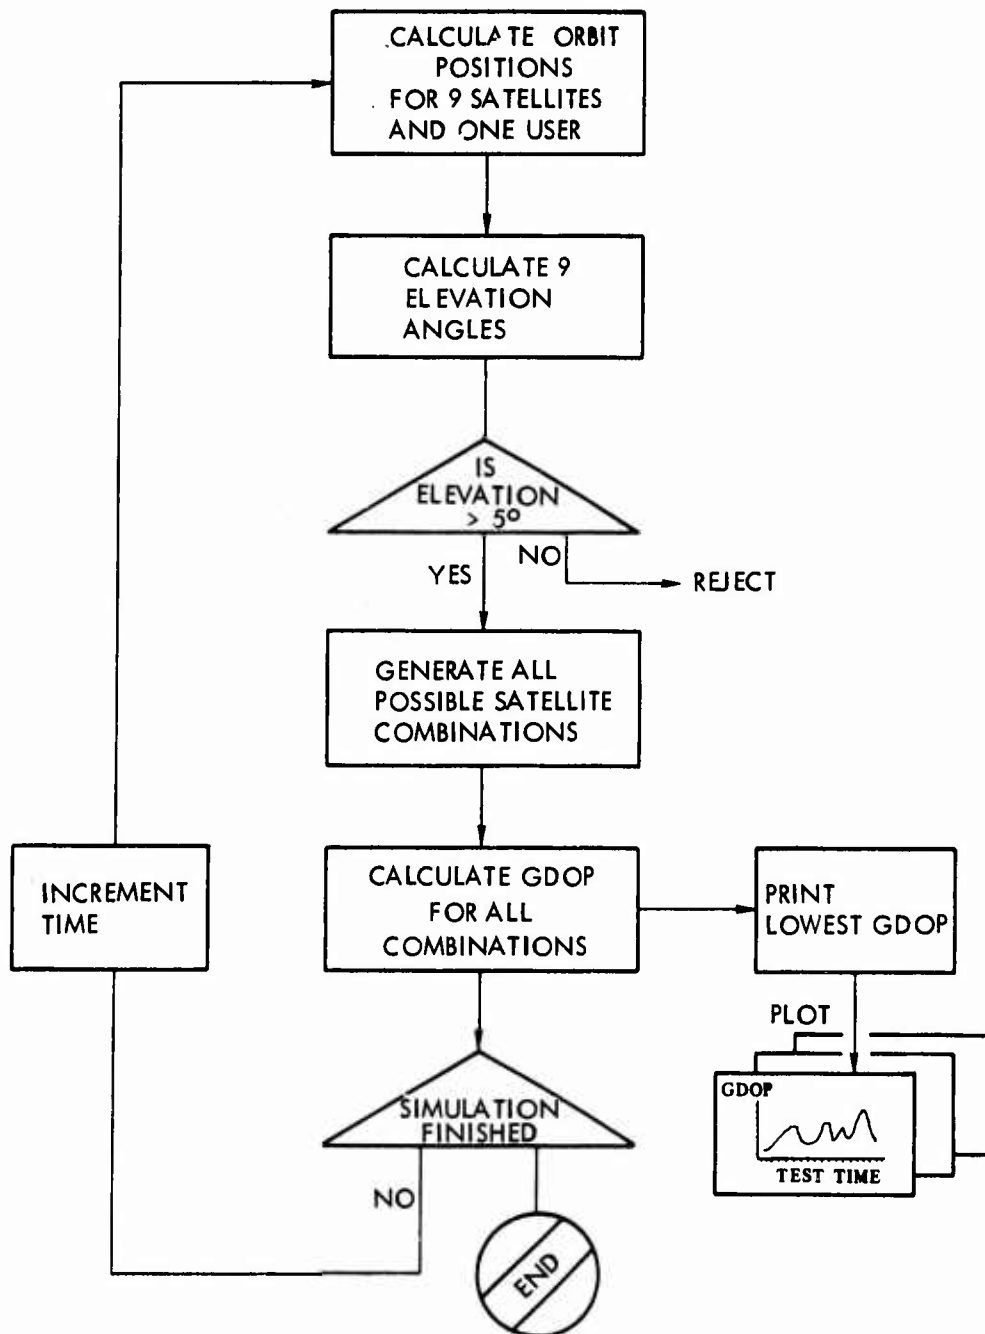 CALCULATE ORBIT
POSITIONS
FOR 9 SATELLITES
AND ONE USER
CALCULATE 9
ELEVATION
ANGLES
IS
ELEVATION
> 5°
YES
NO
REJECT
GENERATE ALL
POSSIBLE SATELLITE
COMBINATIONS
INCREMENT
TIME
CALCULATE GDOP
FOR ALL
COMBINATIONS
PRINT
LOWEST GDOP
PLOT
GDOP
TEST TIME
SIMULATION
FINISHED
NO
END